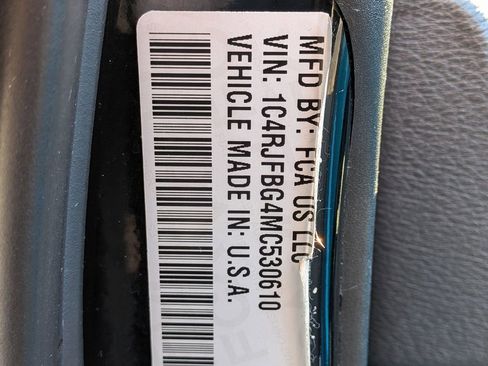 MFD BY: FCA US LLC
VIN: 1C4RJFBG4MC530610
VEHICLE MADE IN: U.S.A.